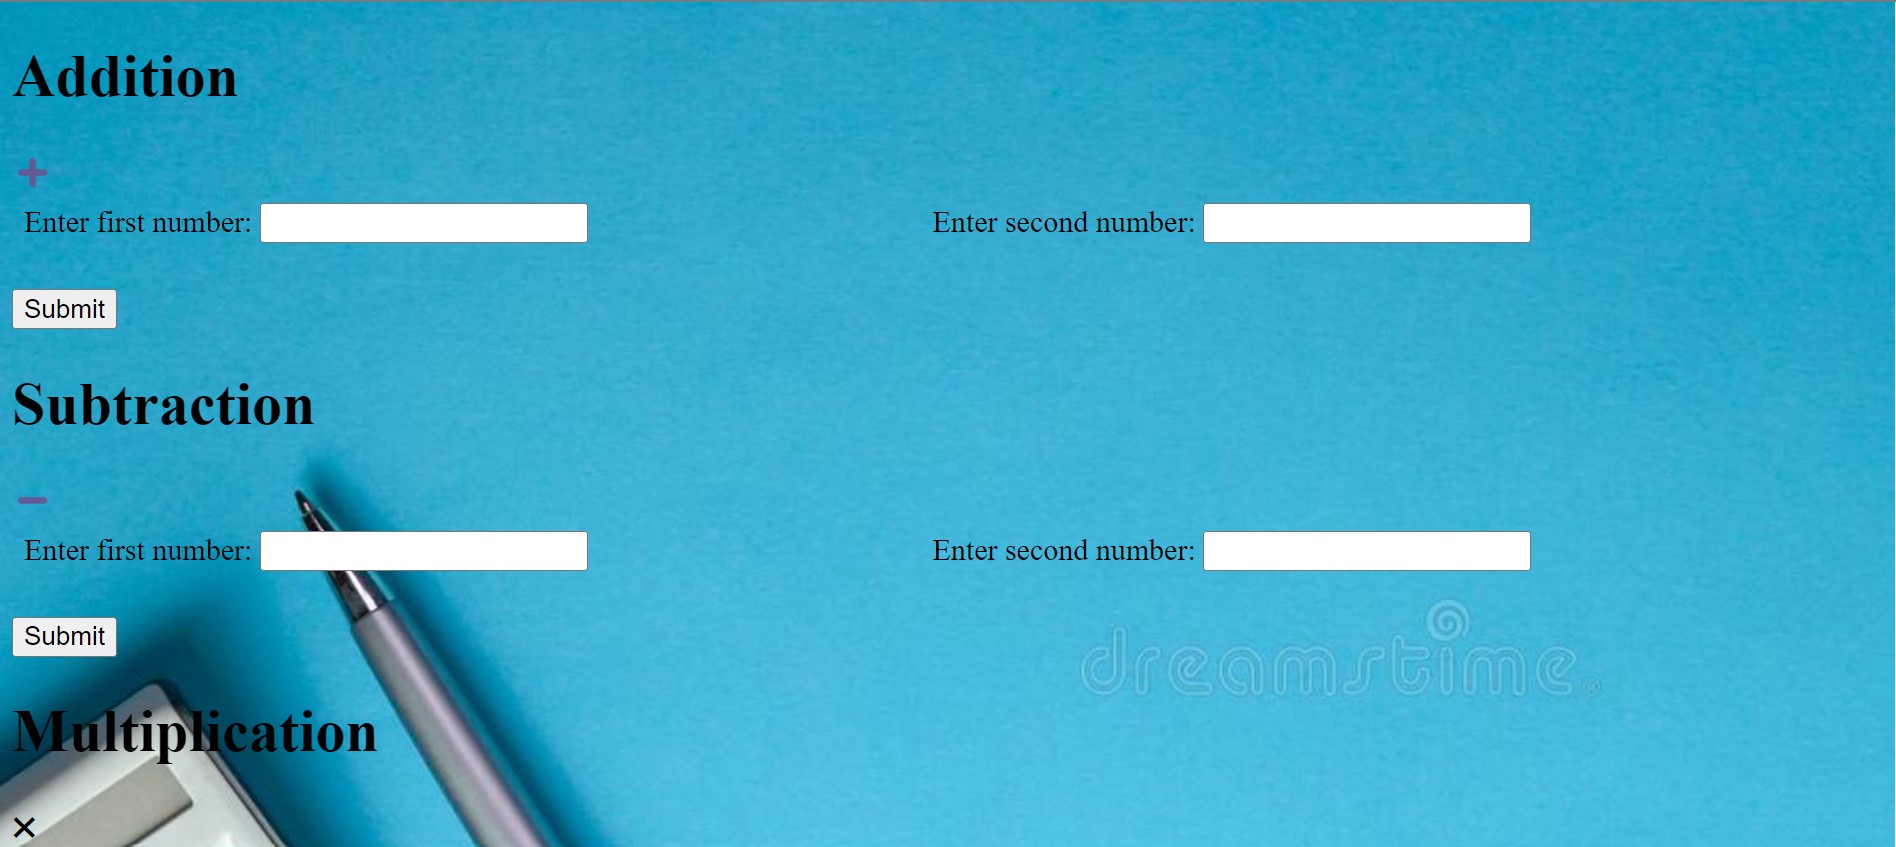 Addition
+
Enter first number: Enter second number:
Submit
Subtraction
−
Enter first number: Enter second number:
Submit
dreamstime
Multiplication
×